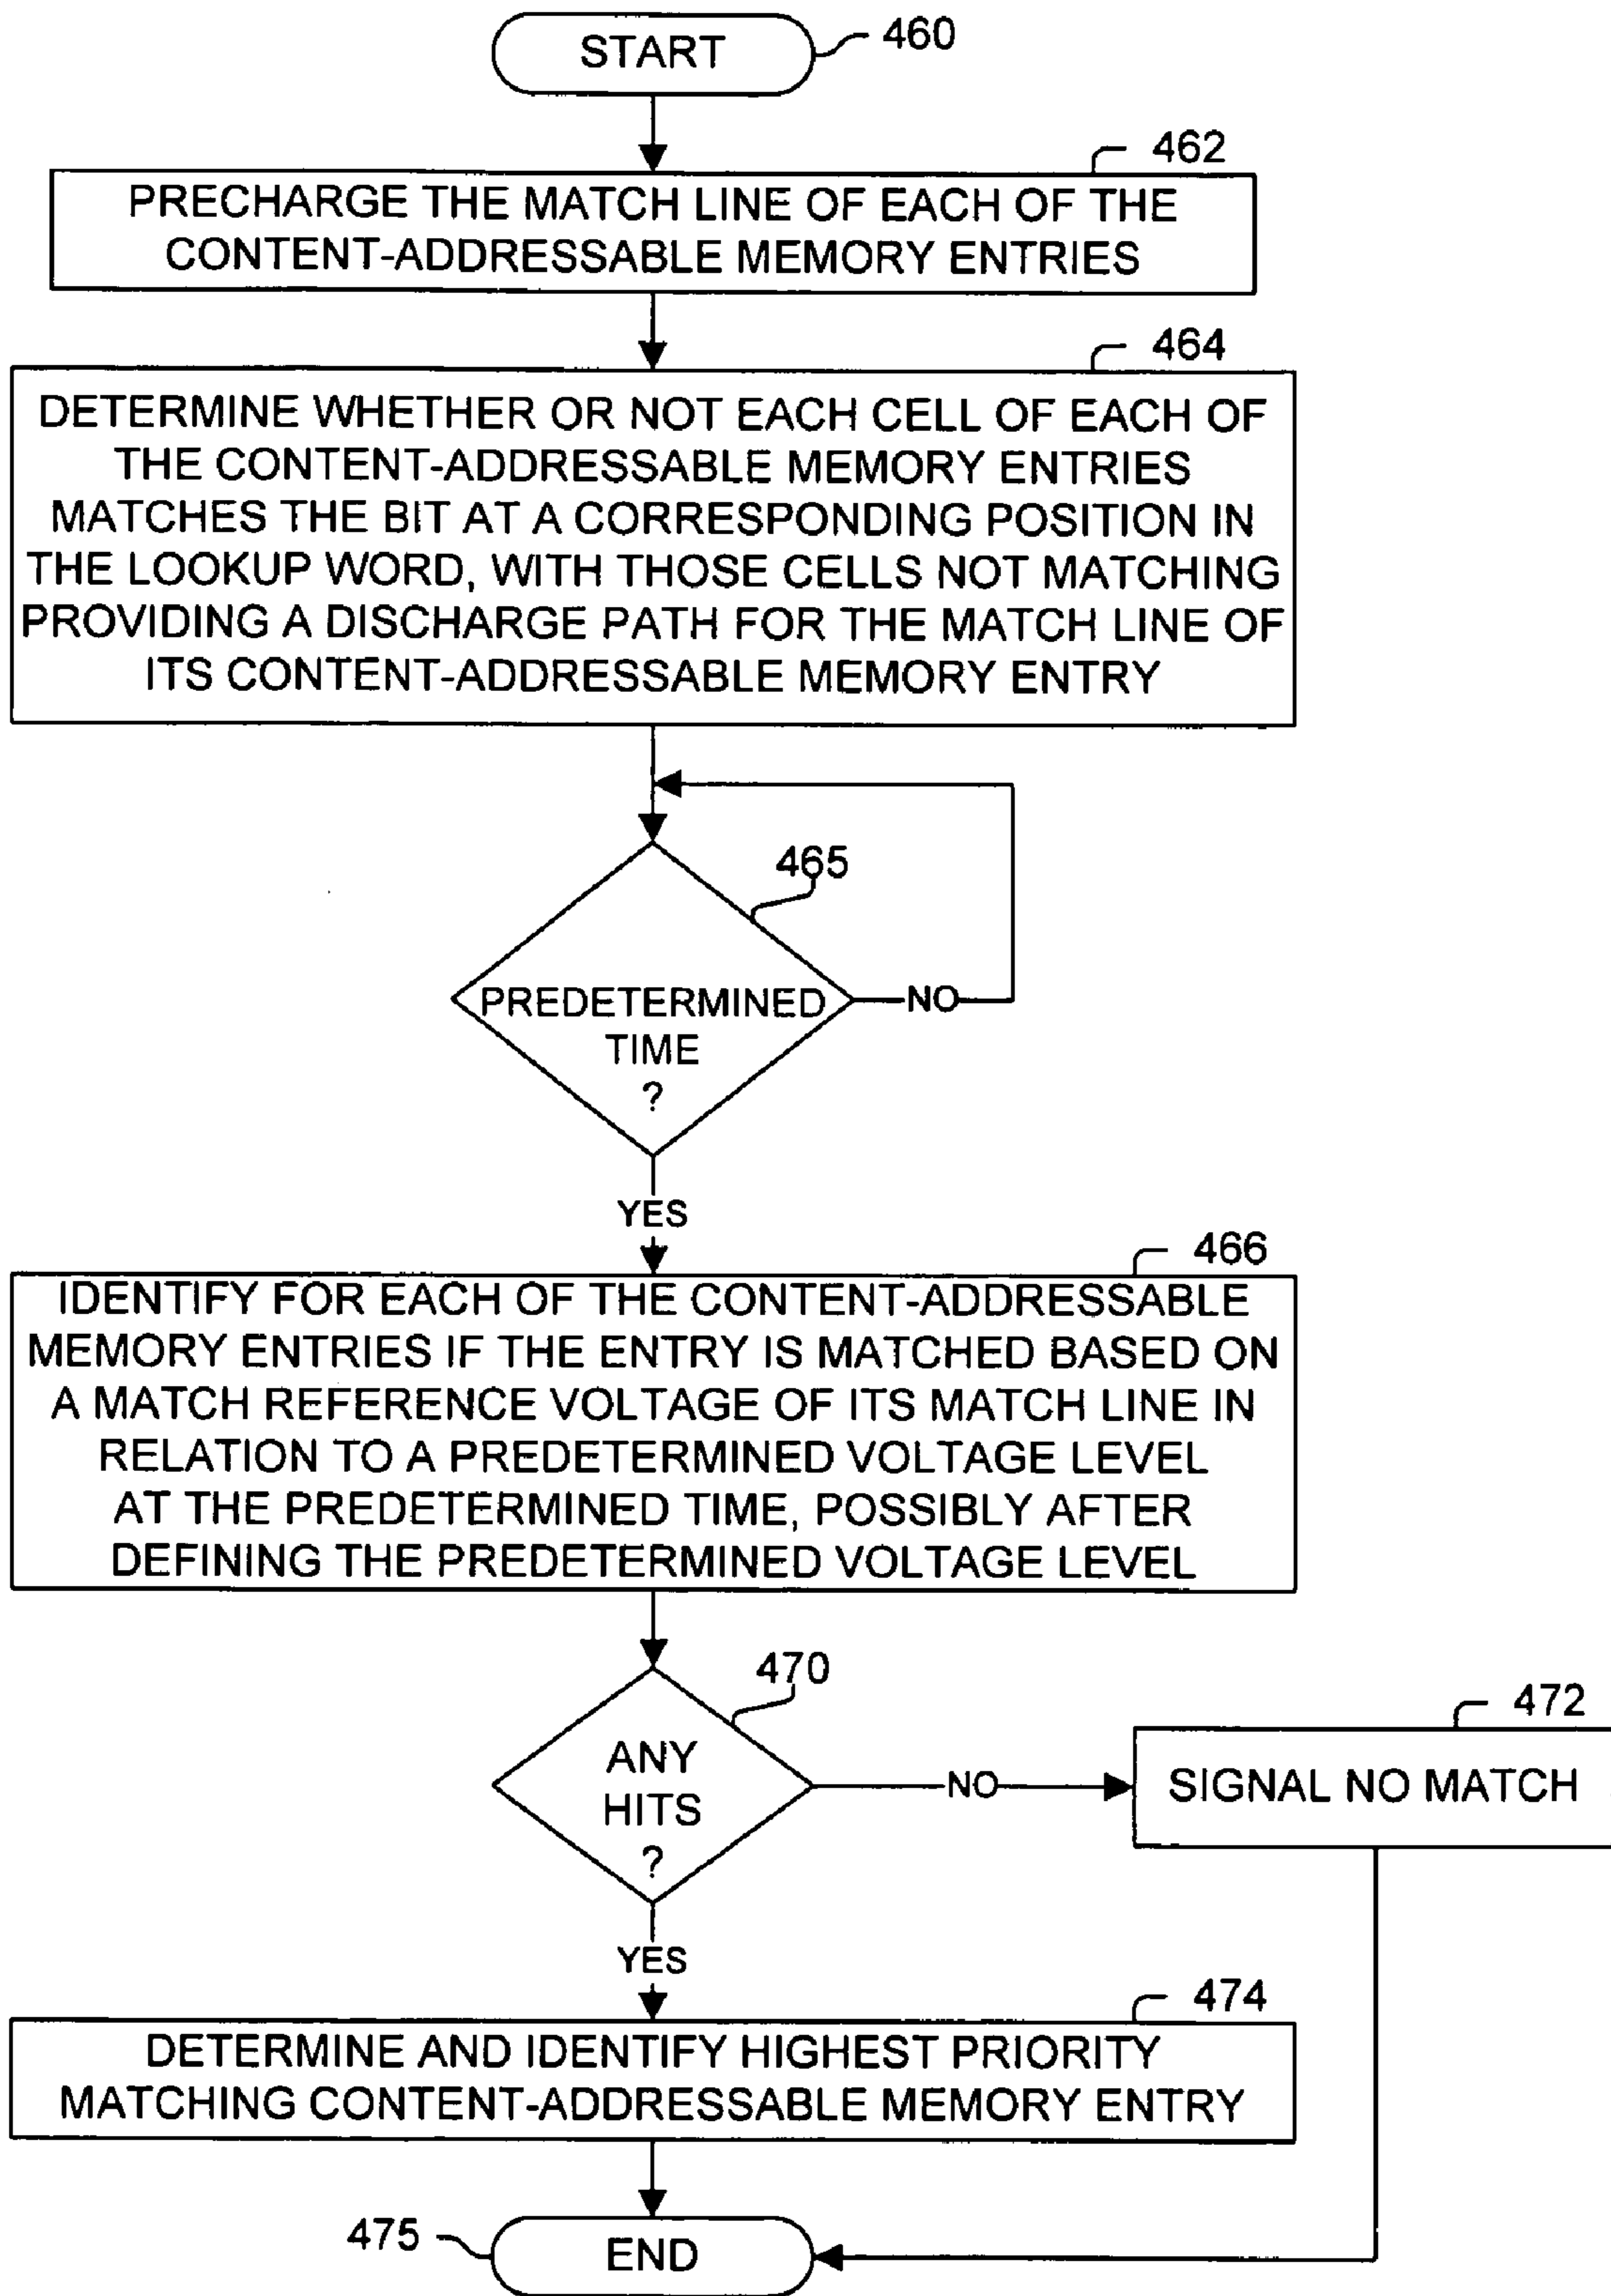 START
460
462
PRECHARGE THE MATCH LINE OF EACH OF THE
CONTENT-ADDRESSABLE MEMORY ENTRIES
464
DETERMINE WHETHER OR NOT EACH CELL OF EACH OF
THE CONTENT-ADDRESSABLE MEMORY ENTRIES
MATCHES THE BIT AT A CORRESPONDING POSITION IN
THE LOOKUP WORD, WITH THOSE CELLS NOT MATCHING
PROVIDING A DISCHARGE PATH FOR THE MATCH LINE OF
ITS CONTENT-ADDRESSABLE MEMORY ENTRY
465
PREDETERMINED
TIME
?
NO
YES
466
IDENTIFY FOR EACH OF THE CONTENT-ADDRESSABLE
MEMORY ENTRIES IF THE ENTRY IS MATCHED BASED ON
A MATCH REFERENCE VOLTAGE OF ITS MATCH LINE IN
RELATION TO A PREDETERMINED VOLTAGE LEVEL
AT THE PREDETERMINED TIME, POSSIBLY AFTER
DEFINING THE PREDETERMINED VOLTAGE LEVEL
470
ANY
HITS
?
NO
472
SIGNAL NO MATCH
YES
474
DETERMINE AND IDENTIFY HIGHEST PRIORITY
MATCHING CONTENT-ADDRESSABLE MEMORY ENTRY
475
END